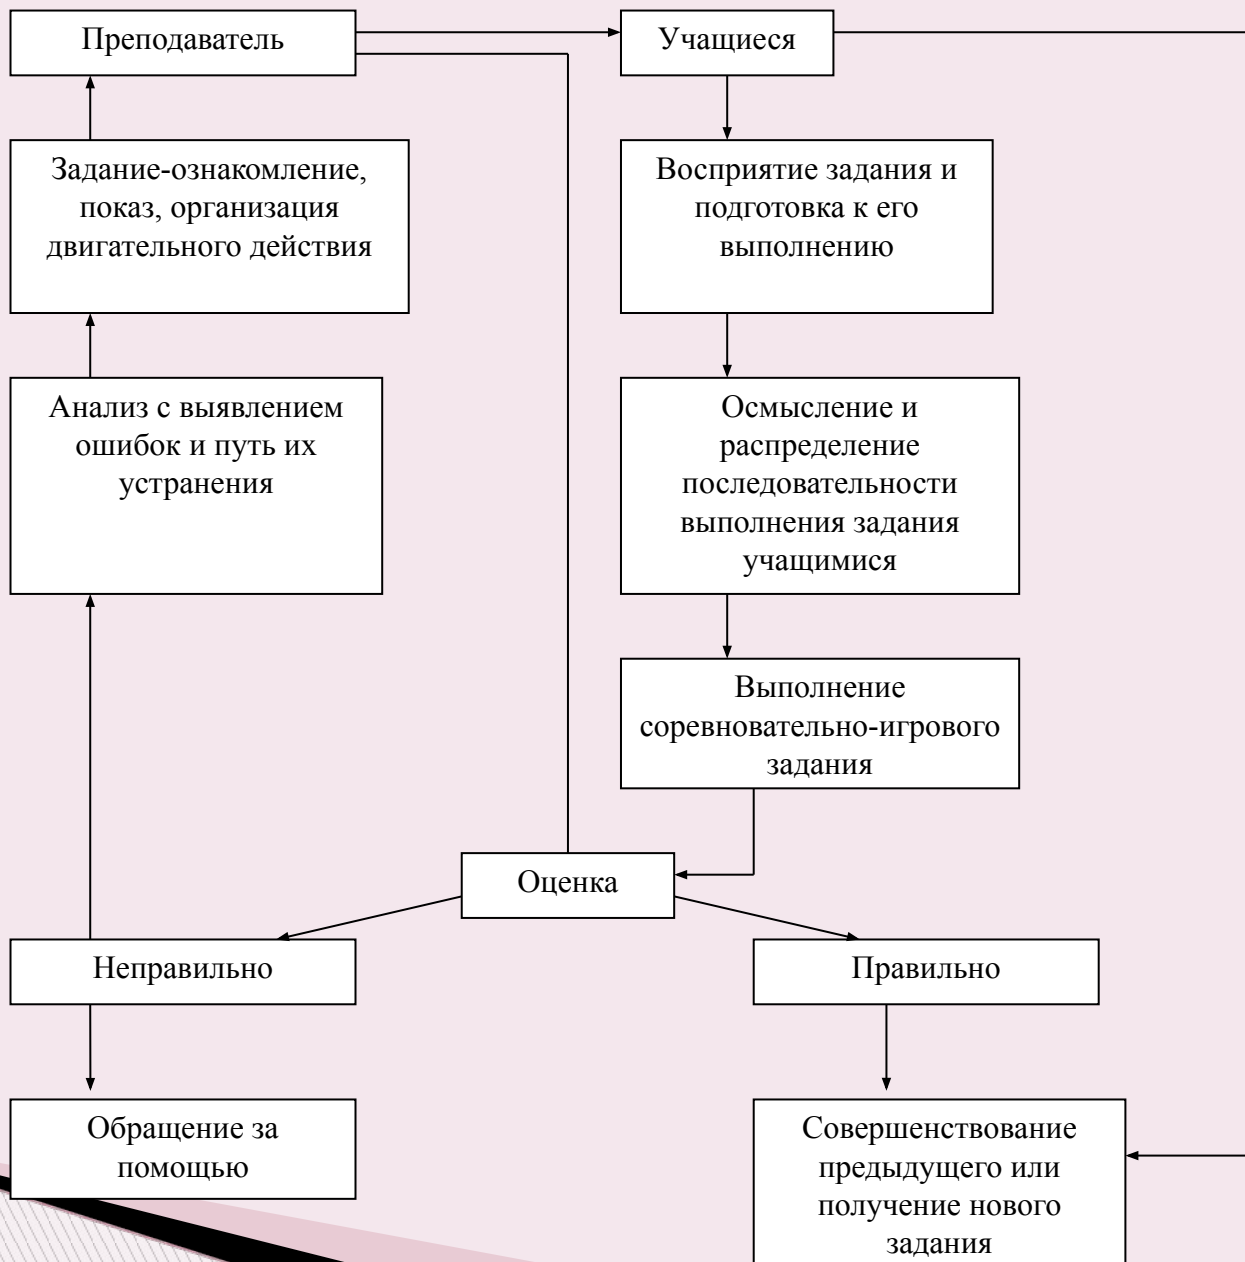 Преподаватель
Учащиеся
Задание-ознакомление,
показ, организация
двигательного действия
Восприятие задания и
подготовка к его
выполнению
Анализ с выявлением
ошибок и путь их
устранения
Осмысление и
распределение
последовательности
выполнения задания
учащимися
Выполнение
соревновательно-игрового
задания
Оценка
Неправильно
Правильно
Обращение за
помощью
Совершенствование
предыдущего или
получение нового
задания